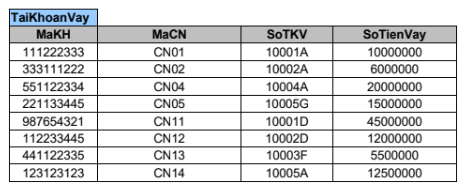 TaiKhoanVay
MaKH MaCN SoTKV SoTienVay
111222333 CN01 10001A 10000000
333111222 CN02 10002A 6000000
551122334 CN04 10004A 20000000
221133445 CN05 10005G 15000000
987654321 CN11 10001D 45000000
112233445 CN12 10002D 12000000
441122335 CN13 10003F 5500000
123123123 CN14 10005A 12500000